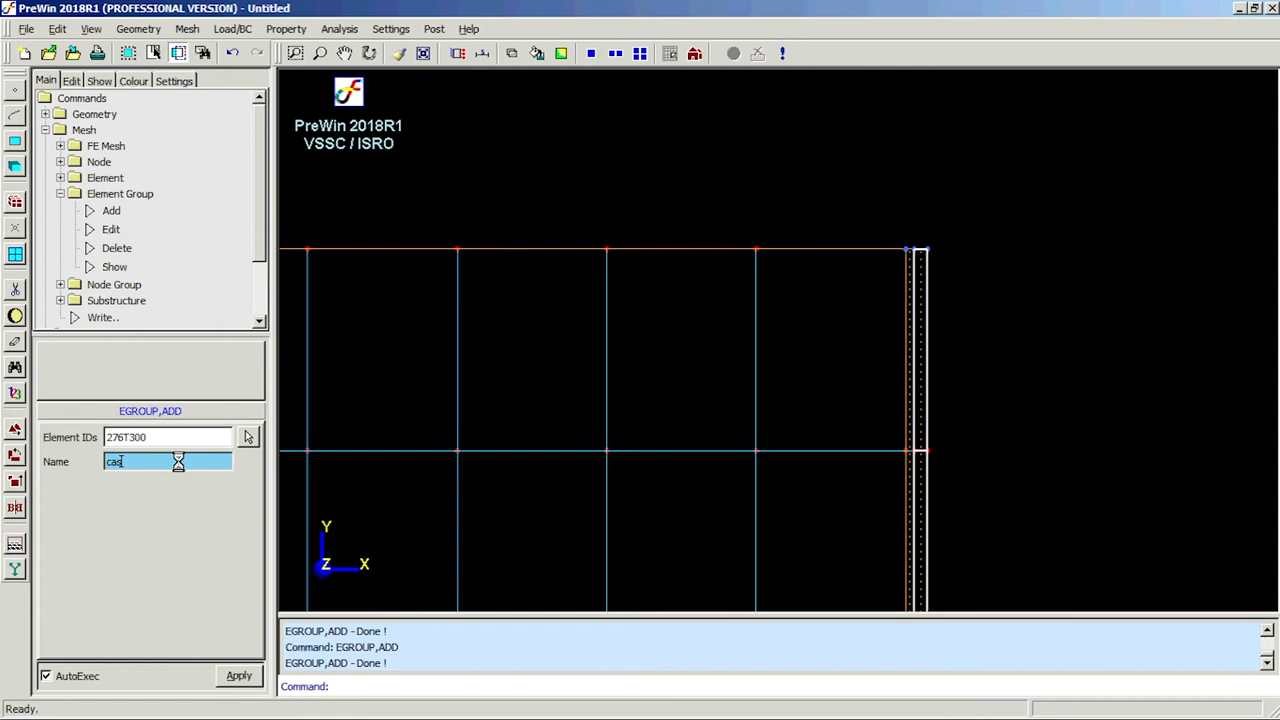 PreWin 2018R1 (PROFESSIONAL VERSION) - Untitled
File Edit View Geometry Mesh Load/BC Property Analysis Settings Post Help
Main Edit Show Colour Settings
Commands
Geometry
Mesh
FE Mesh
Node
Element
Element Group
Add
Edit
Delete
Show
Node Group
Substructure
Write..
EGROUP,ADD
Element IDs 276T300
Name cas
AutoExec Apply
PreWin 2018R1
VSSC / ISRO
Y
Z X
EGROUP,ADD - Done !
Command: EGROUP,ADD
EGROUP,ADD - Done !
Command:
Ready.